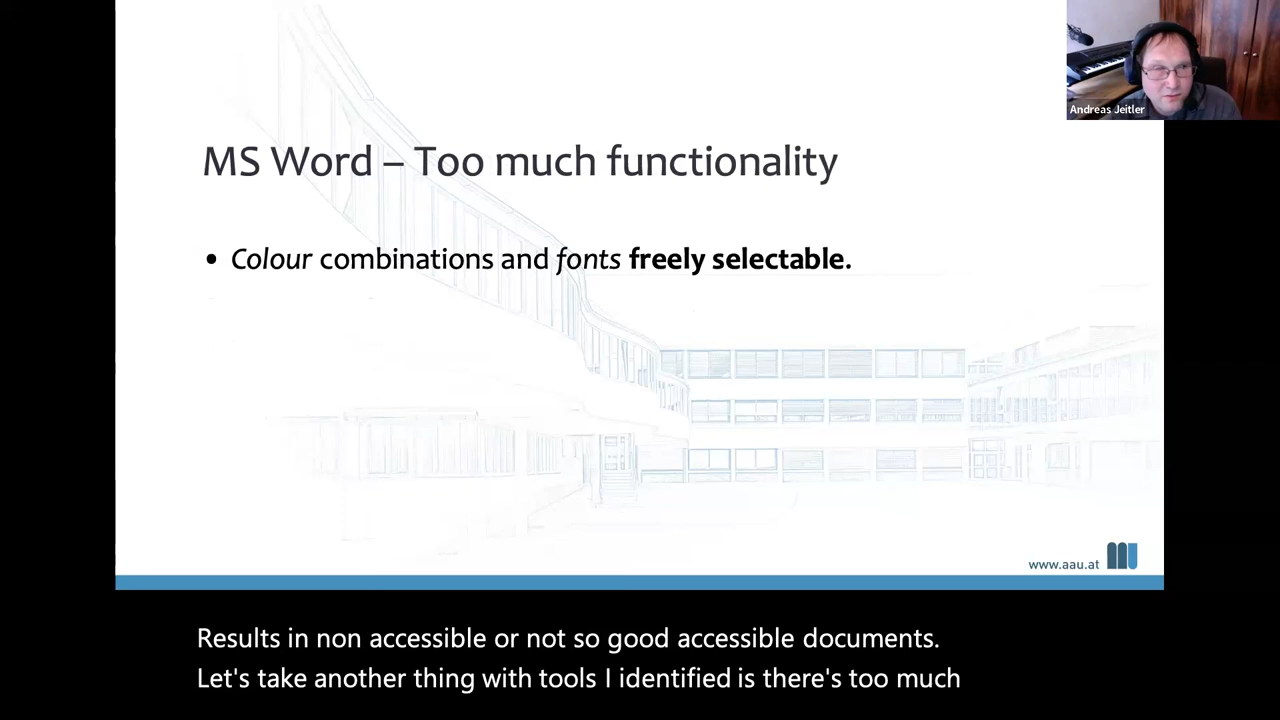 Andreas Jeitler
MS Word – Too much functionality
• Colour combinations and fonts freely selectable.
www.aau.at
Results in non accessible or not so good accessible documents.
Let's take another thing with tools I identified is there's too much